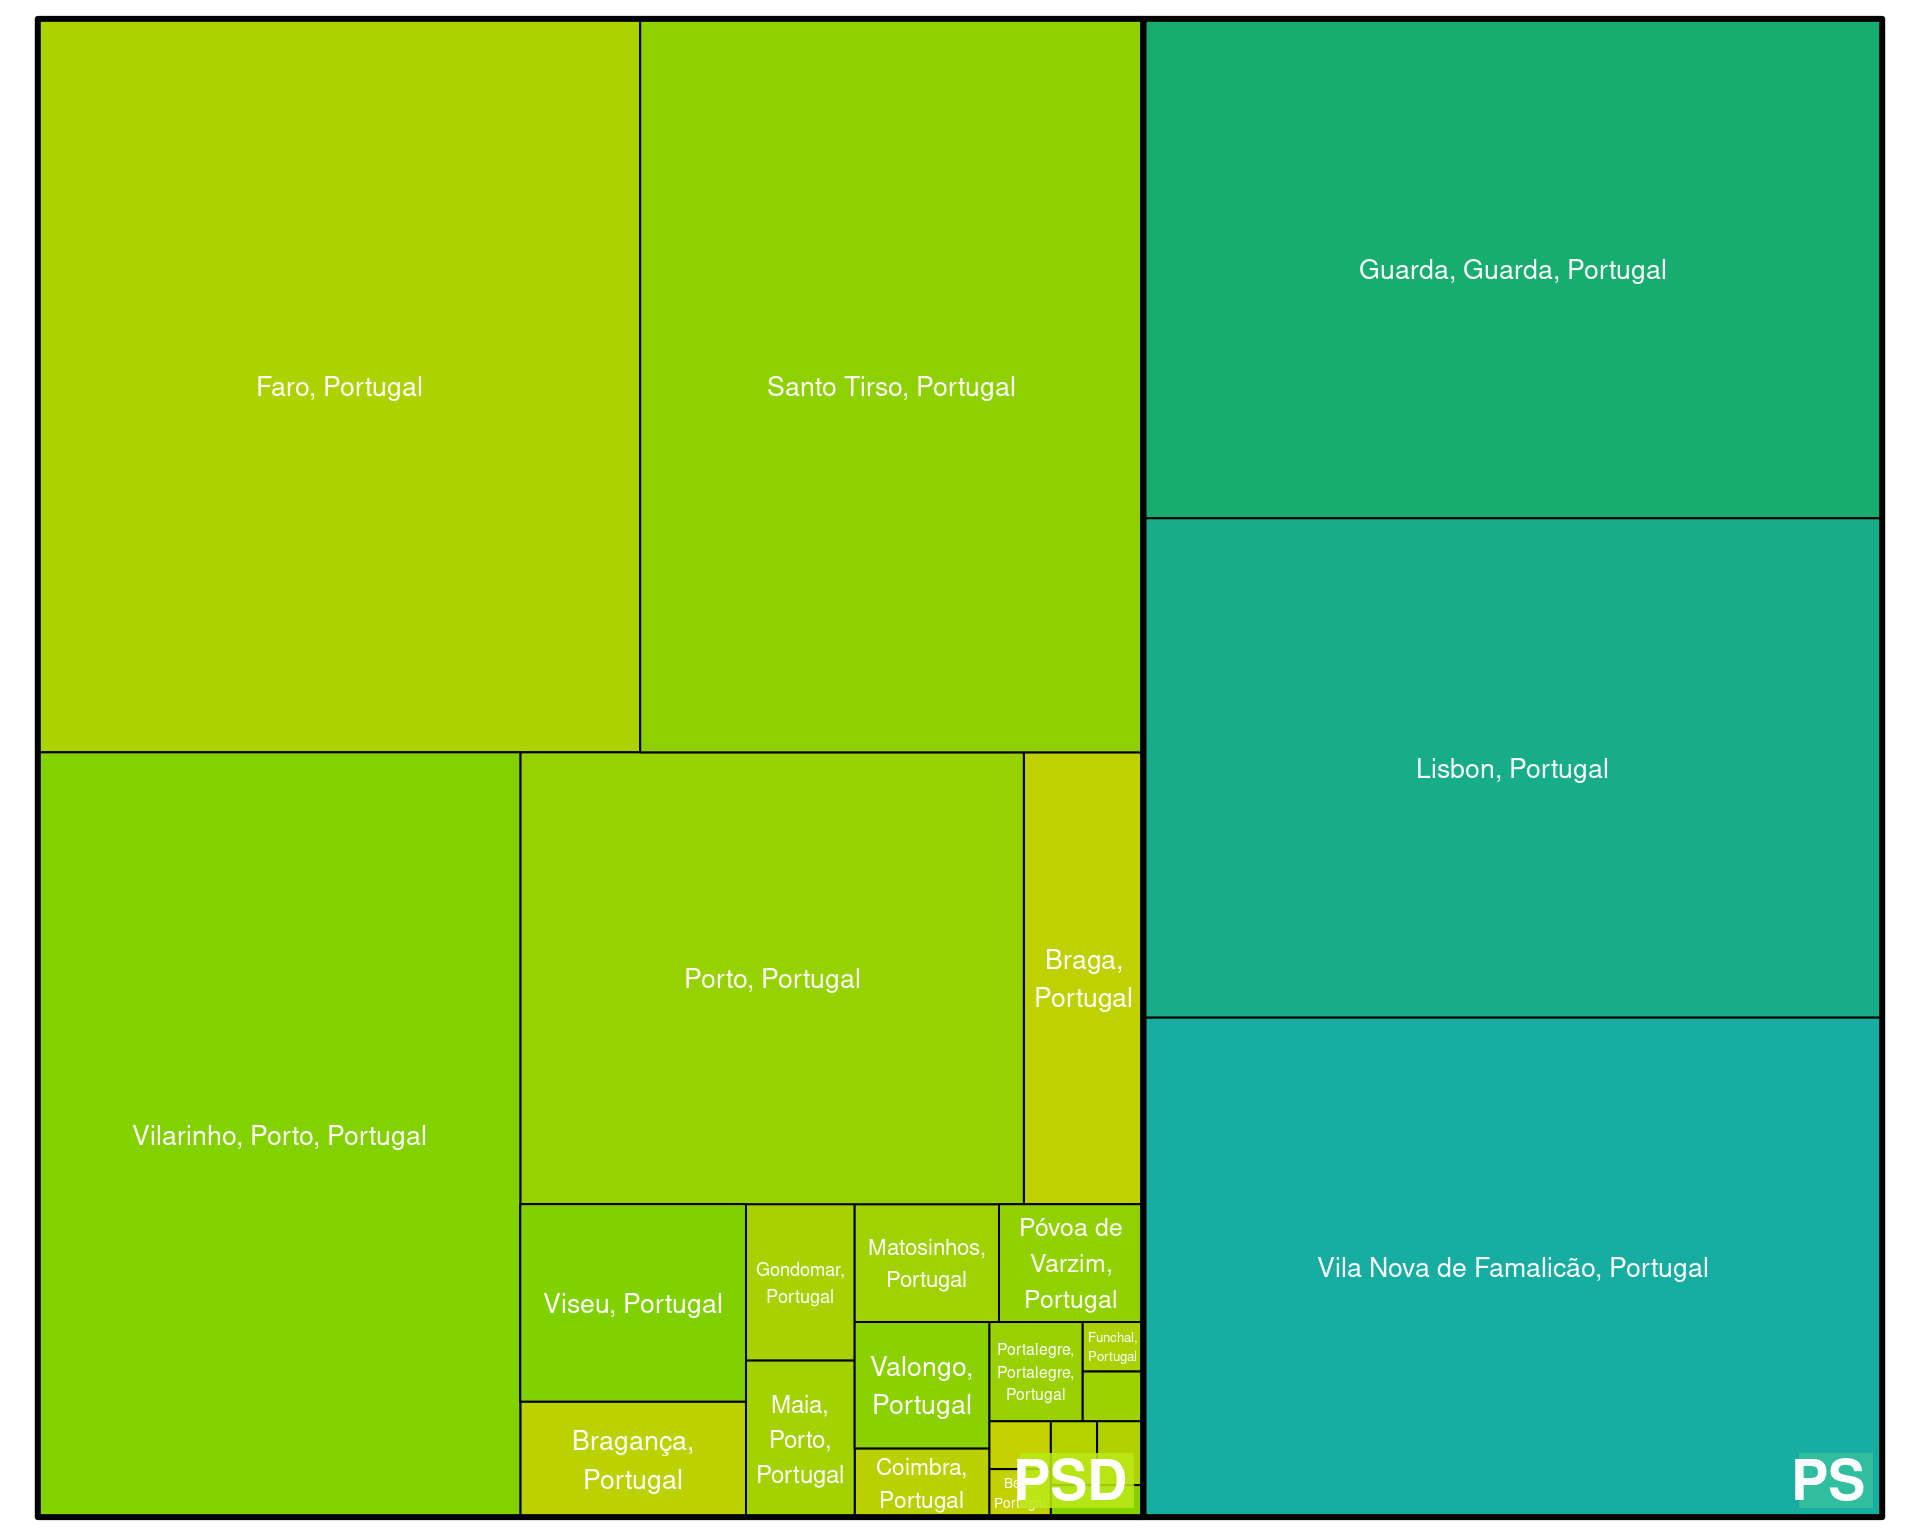 Faro, Portugal
Santo Tirso, Portugal
Guarda, Guarda, Portugal
Lisbon, Portugal
Vilarinho, Porto, Portugal
Porto, Portugal
Braga,
Portugal
Vila Nova de Famalicão, Portugal
Viseu, Portugal
Bragança,
Portugal
Gondomar,
Portugal
Maia,
Porto,
Portugal
Matosinhos,
Portugal
Póvoa de
Varzim,
Portugal
Valongo,
Portugal
Coimbra,
Portugal
Portalegre,
Portalegre,
Portugal
Funchal,
Portugal
Portugal
PSD
PS